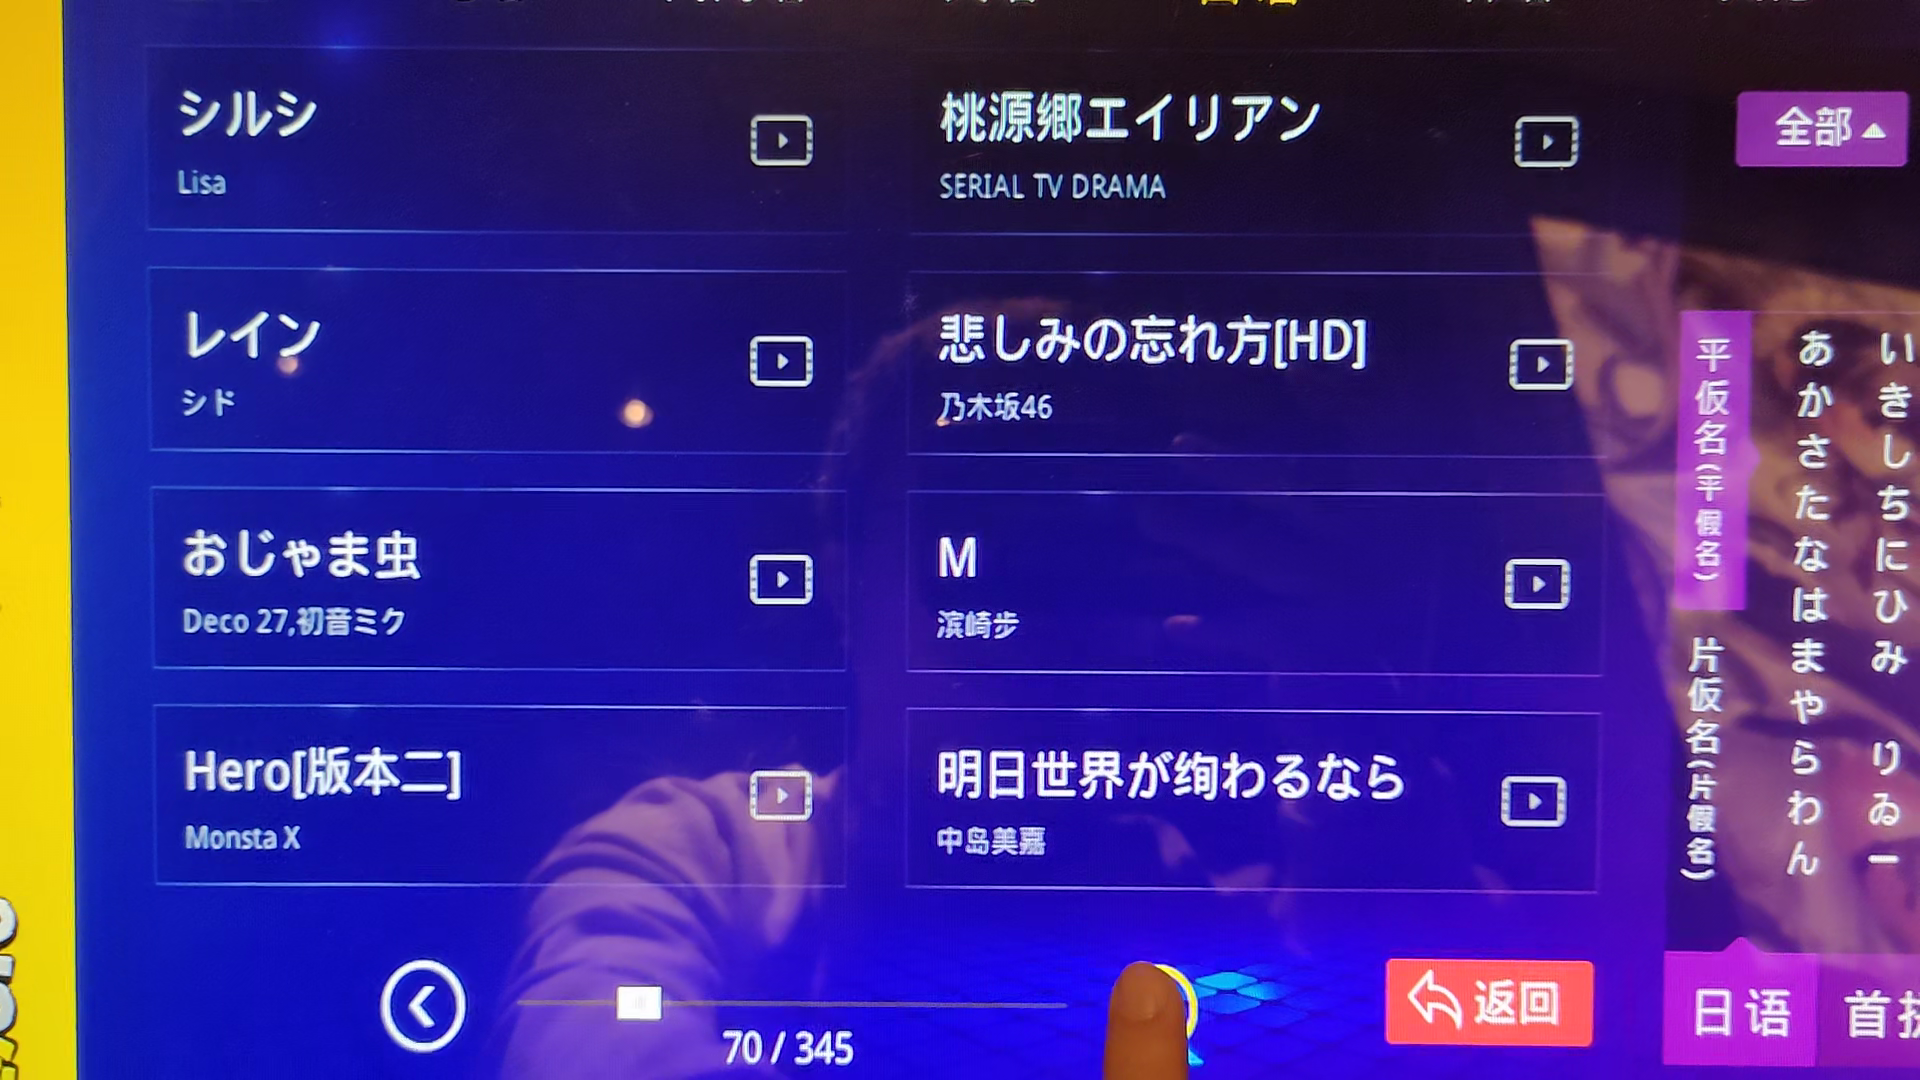 シルシ
Lisa
桃源郷エイリアン
SERIAL TV DRAMA
レイン
シド
悲しみの忘れ方[HD]
乃木坂46
おじゃま虫
Deco 27,初音ミク
M
滨崎步
Hero[版本二]
Monsta X
明日世界が绚わるなら
中岛美嘉
70 / 345
返回
全部
平仮名(平假名)
片仮名(片假名)
あかさたなはまやらわん
いきしちにひみ りゐー
日语
首